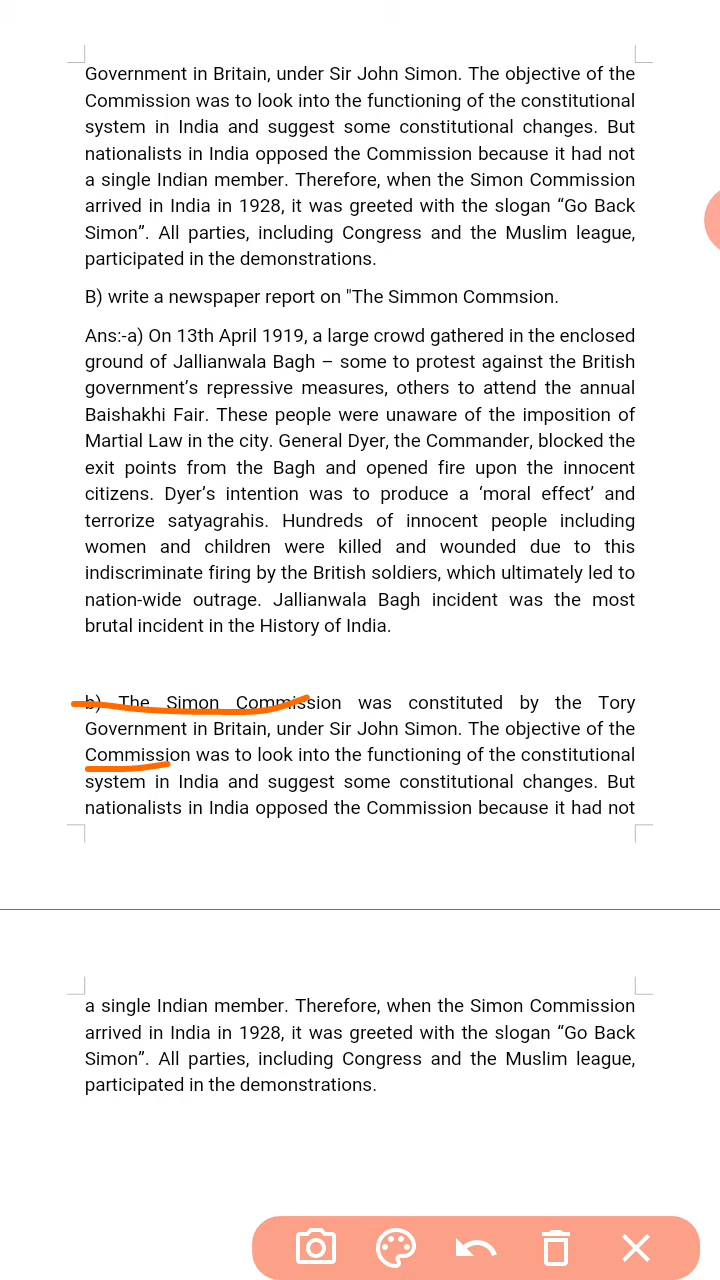 Government in Britain, under Sir John Simon. The objective of the
Commission was to look into the functioning of the constitutional
system in India and suggest some constitutional changes. But
nationalists in India opposed the Commission because it had not
a single Indian member. Therefore, when the Simon Commission
arrived in India in 1928, it was greeted with the slogan “Go Back
Simon”. All parties, including Congress and the Muslim league,
participated in the demonstrations.
B) write a newspaper report on "The Simmon Commsion.
Ans:-a) On 13th April 1919, a large crowd gathered in the enclosed
ground of Jallianwala Bagh – some to protest against the British
government’s repressive measures, others to attend the annual
Baishakhi Fair. These people were unaware of the imposition of
Martial Law in the city. General Dyer, the Commander, blocked the
exit points from the Bagh and opened fire upon the innocent
citizens. Dyer’s intention was to produce a ‘moral effect’ and
terrorize satyagrahis. Hundreds of innocent people including
women and children were killed and wounded due to this
indiscriminate firing by the British soldiers, which ultimately led to
nation-wide outrage. Jallianwala Bagh incident was the most
brutal incident in the History of India.
b) The Simon Commission was constituted by the Tory
Government in Britain, under Sir John Simon. The objective of the
Commission was to look into the functioning of the constitutional
system in India and suggest some constitutional changes. But
nationalists in India opposed the Commission because it had not
a single Indian member. Therefore, when the Simon Commission
arrived in India in 1928, it was greeted with the slogan “Go Back
Simon”. All parties, including Congress and the Muslim league,
participated in the demonstrations.